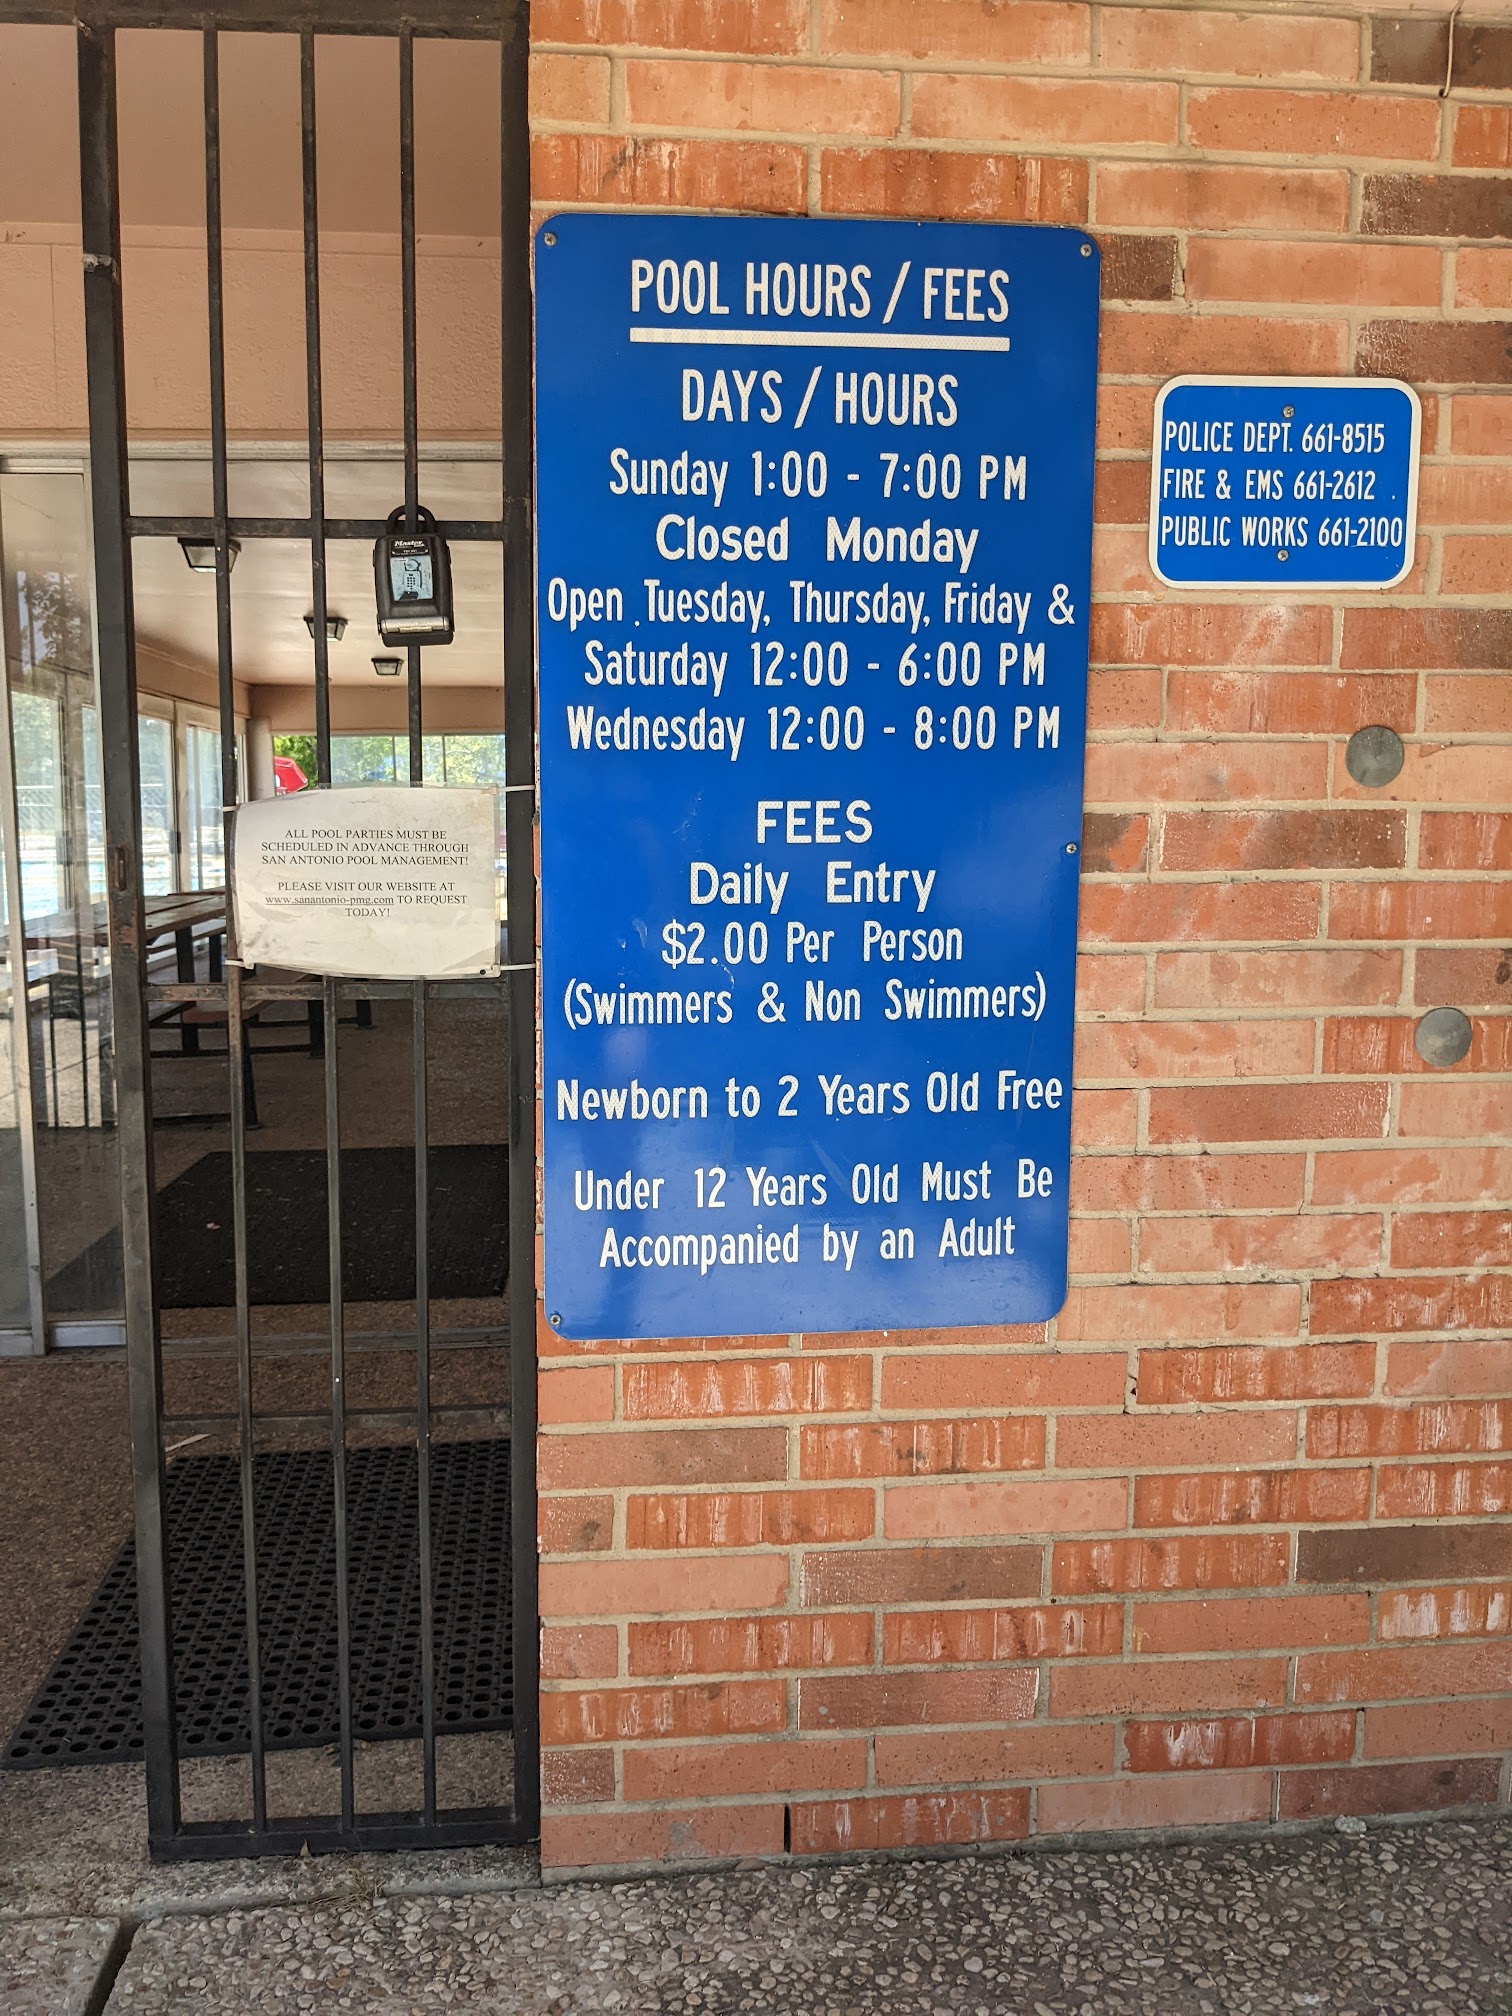 POOL HOURS / FEES
DAYS / HOURS
Sunday 1:00 - 7:00 PM
Closed Monday
Open Tuesday, Thursday, Friday &
Saturday 12:00 - 6:00 PM
Wednesday 12:00 - 8:00 PM
FEES
Daily Entry
$2.00 Per Person
(Swimmers & Non Swimmers)
Newborn to 2 Years Old Free
Under 12 Years Old Must Be
Accompanied by an Adult
POLICE DEPT. 661-8515
FIRE & EMS 661-2612
PUBLIC WORKS 661-2100
Master
ALL POOL PARTIES MUST BE
SCHEDULED IN ADVANCE THROUGH
SAN ANTONIO POOL MANAGEMENT!
PLEASE VISIT OUR WEBSITE AT
www.sanantonio-pmg.com TO REQUEST
TODAY!